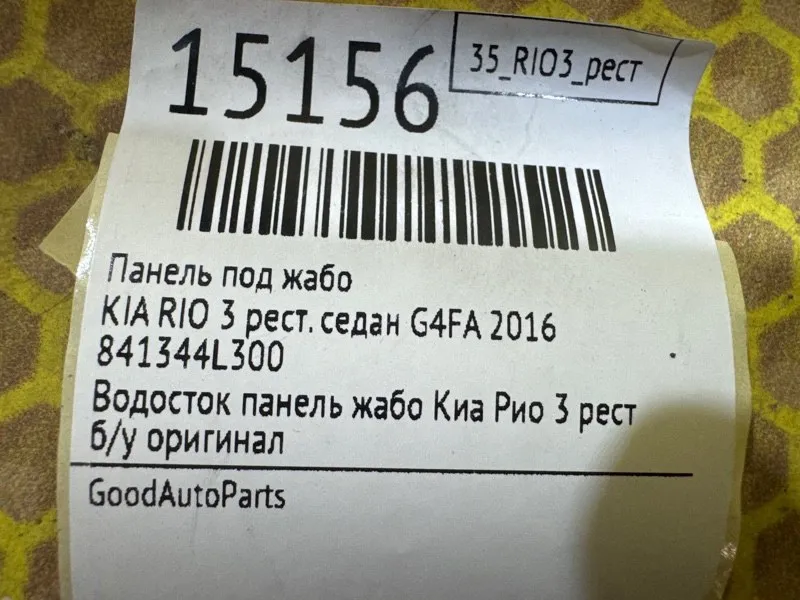 15156
35_RIO3_рест
Панель под жабо
KIA RIO 3 рест. седан G4FA 2016
841344L300
Водосток панель жабо Киа Рио 3 рест
б/у оригинал
GoodAutoParts